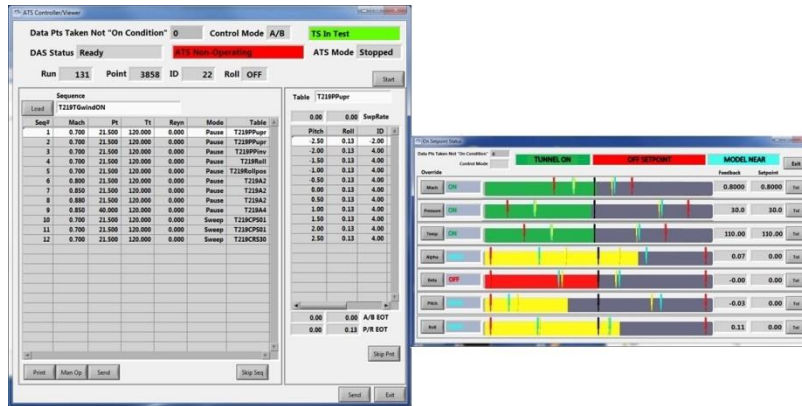 ATS Controller/Viewer
Data Pts Taken Not "On Condition" 0 Control Mode A/B TS In Test
DAS Status Ready ATS Non-Operating ATS Mode Stopped
Run 131 Point 3858 ID 22 Roll OFF
Start
Sequence
Load T219TGwindON
Seq# Mach Pt Tt Reyn Mode Table
1 0.700 21.500 120.000 0.000 Pause T219PPupr
2 0.700 21.500 120.000 0.000 Pause T219PPupr
3 0.700 21.500 120.000 0.000 Pause T219PPinv
4 0.700 21.500 120.000 0.000 Pause T219Roll
5 0.700 21.500 120.000 0.000 Pause T219Rollpos
6 0.800 21.500 120.000 0.000 Pause T219A2
7 0.850 21.500 120.000 0.000 Pause T219A2
8 0.880 21.500 120.000 0.000 Pause T219A2
9 0.850 40.000 120.000 0.000 Pause T219A4
10 0.700 21.500 120.000 0.000 Sweep T219CPS01
11 0.700 21.500 120.000 0.000 Sweep T219CPS01
12 0.700 21.500 120.000 0.000 Sweep T219CRS30
Print Man Op Send Skip Seq
Table T219PPupr
0.00 0.00 SwpRate
Pitch Roll ID
-2.50 0.13 -2.00
-2.00 0.13 4.00
-1.50 0.13 4.00
-1.00 0.13 4.00
-0.50 0.13 4.00
0.00 0.13 4.00
0.50 0.13 4.00
1.00 0.13 4.00
1.50 0.13 4.00
2.00 0.13 4.00
2.50 0.13 4.00
0.00 0.00 A/B EOT
0.00 0.13 P/R EOT
Skip Pnt
Send Exit
On Setpoint Status
Data Pts Taken Not "On Condition"
Control Mode
TUNNEL ON OFF SETPOINT MODEL NEAR Exit
Override Feedback Setpoint
Mach ON 0.8000 0.8000 Tol
Pressure ON 30.0 30.0 Tol
Temp ON 110.00 110.00 Tol
Alpha 0.07 0.00 Tol
Beta OFF -0.00 0.00 Tol
Pitch -0.03 0.00 Tol
Roll 0.11 0.00 Tol